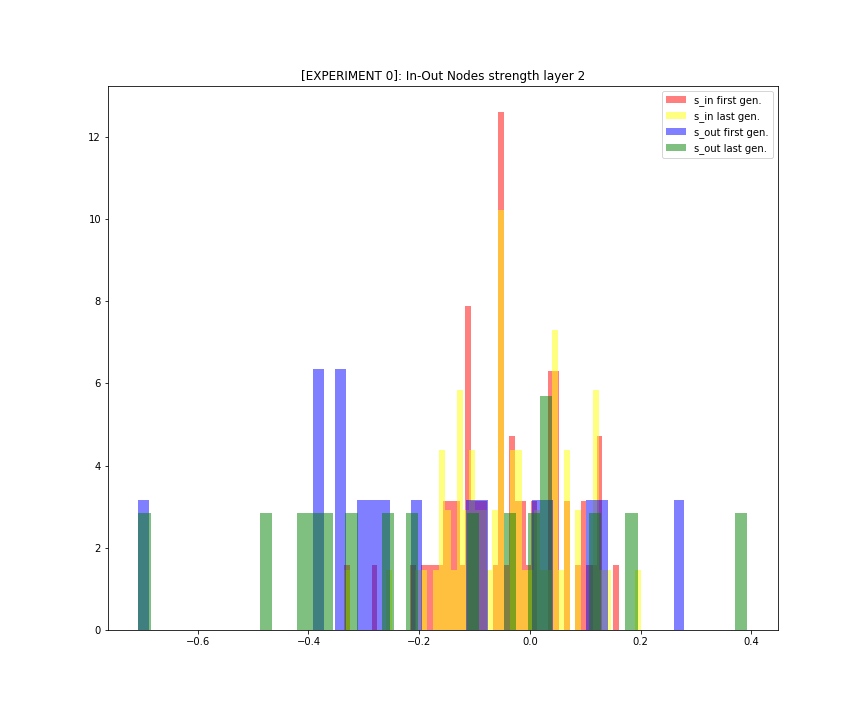 [EXPERIMENT 0]: In-Out Nodes strength layer 2
s_in first gen.
s_in last gen.
s_out first gen.
s_out last gen.
12
10
8
6
4
2
0
−0.6
−0.4
−0.2
0.0
0.2
0.4